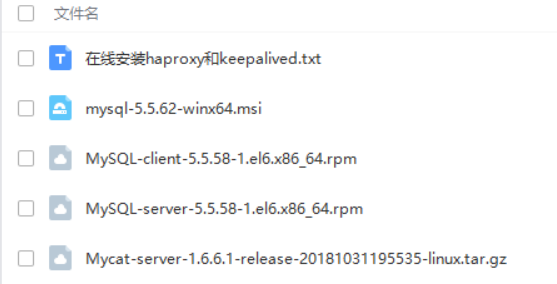 文件名
在线安装haproxy和keepalived.txt
mysql-5.5.62-winx64.msi
MySQL-client-5.5.58-1.el6.x86_64.rpm
MySQL-server-5.5.58-1.el6.x86_64.rpm
Mycat-server-1.6.6.1-release-20181031195535-linux.tar.gz